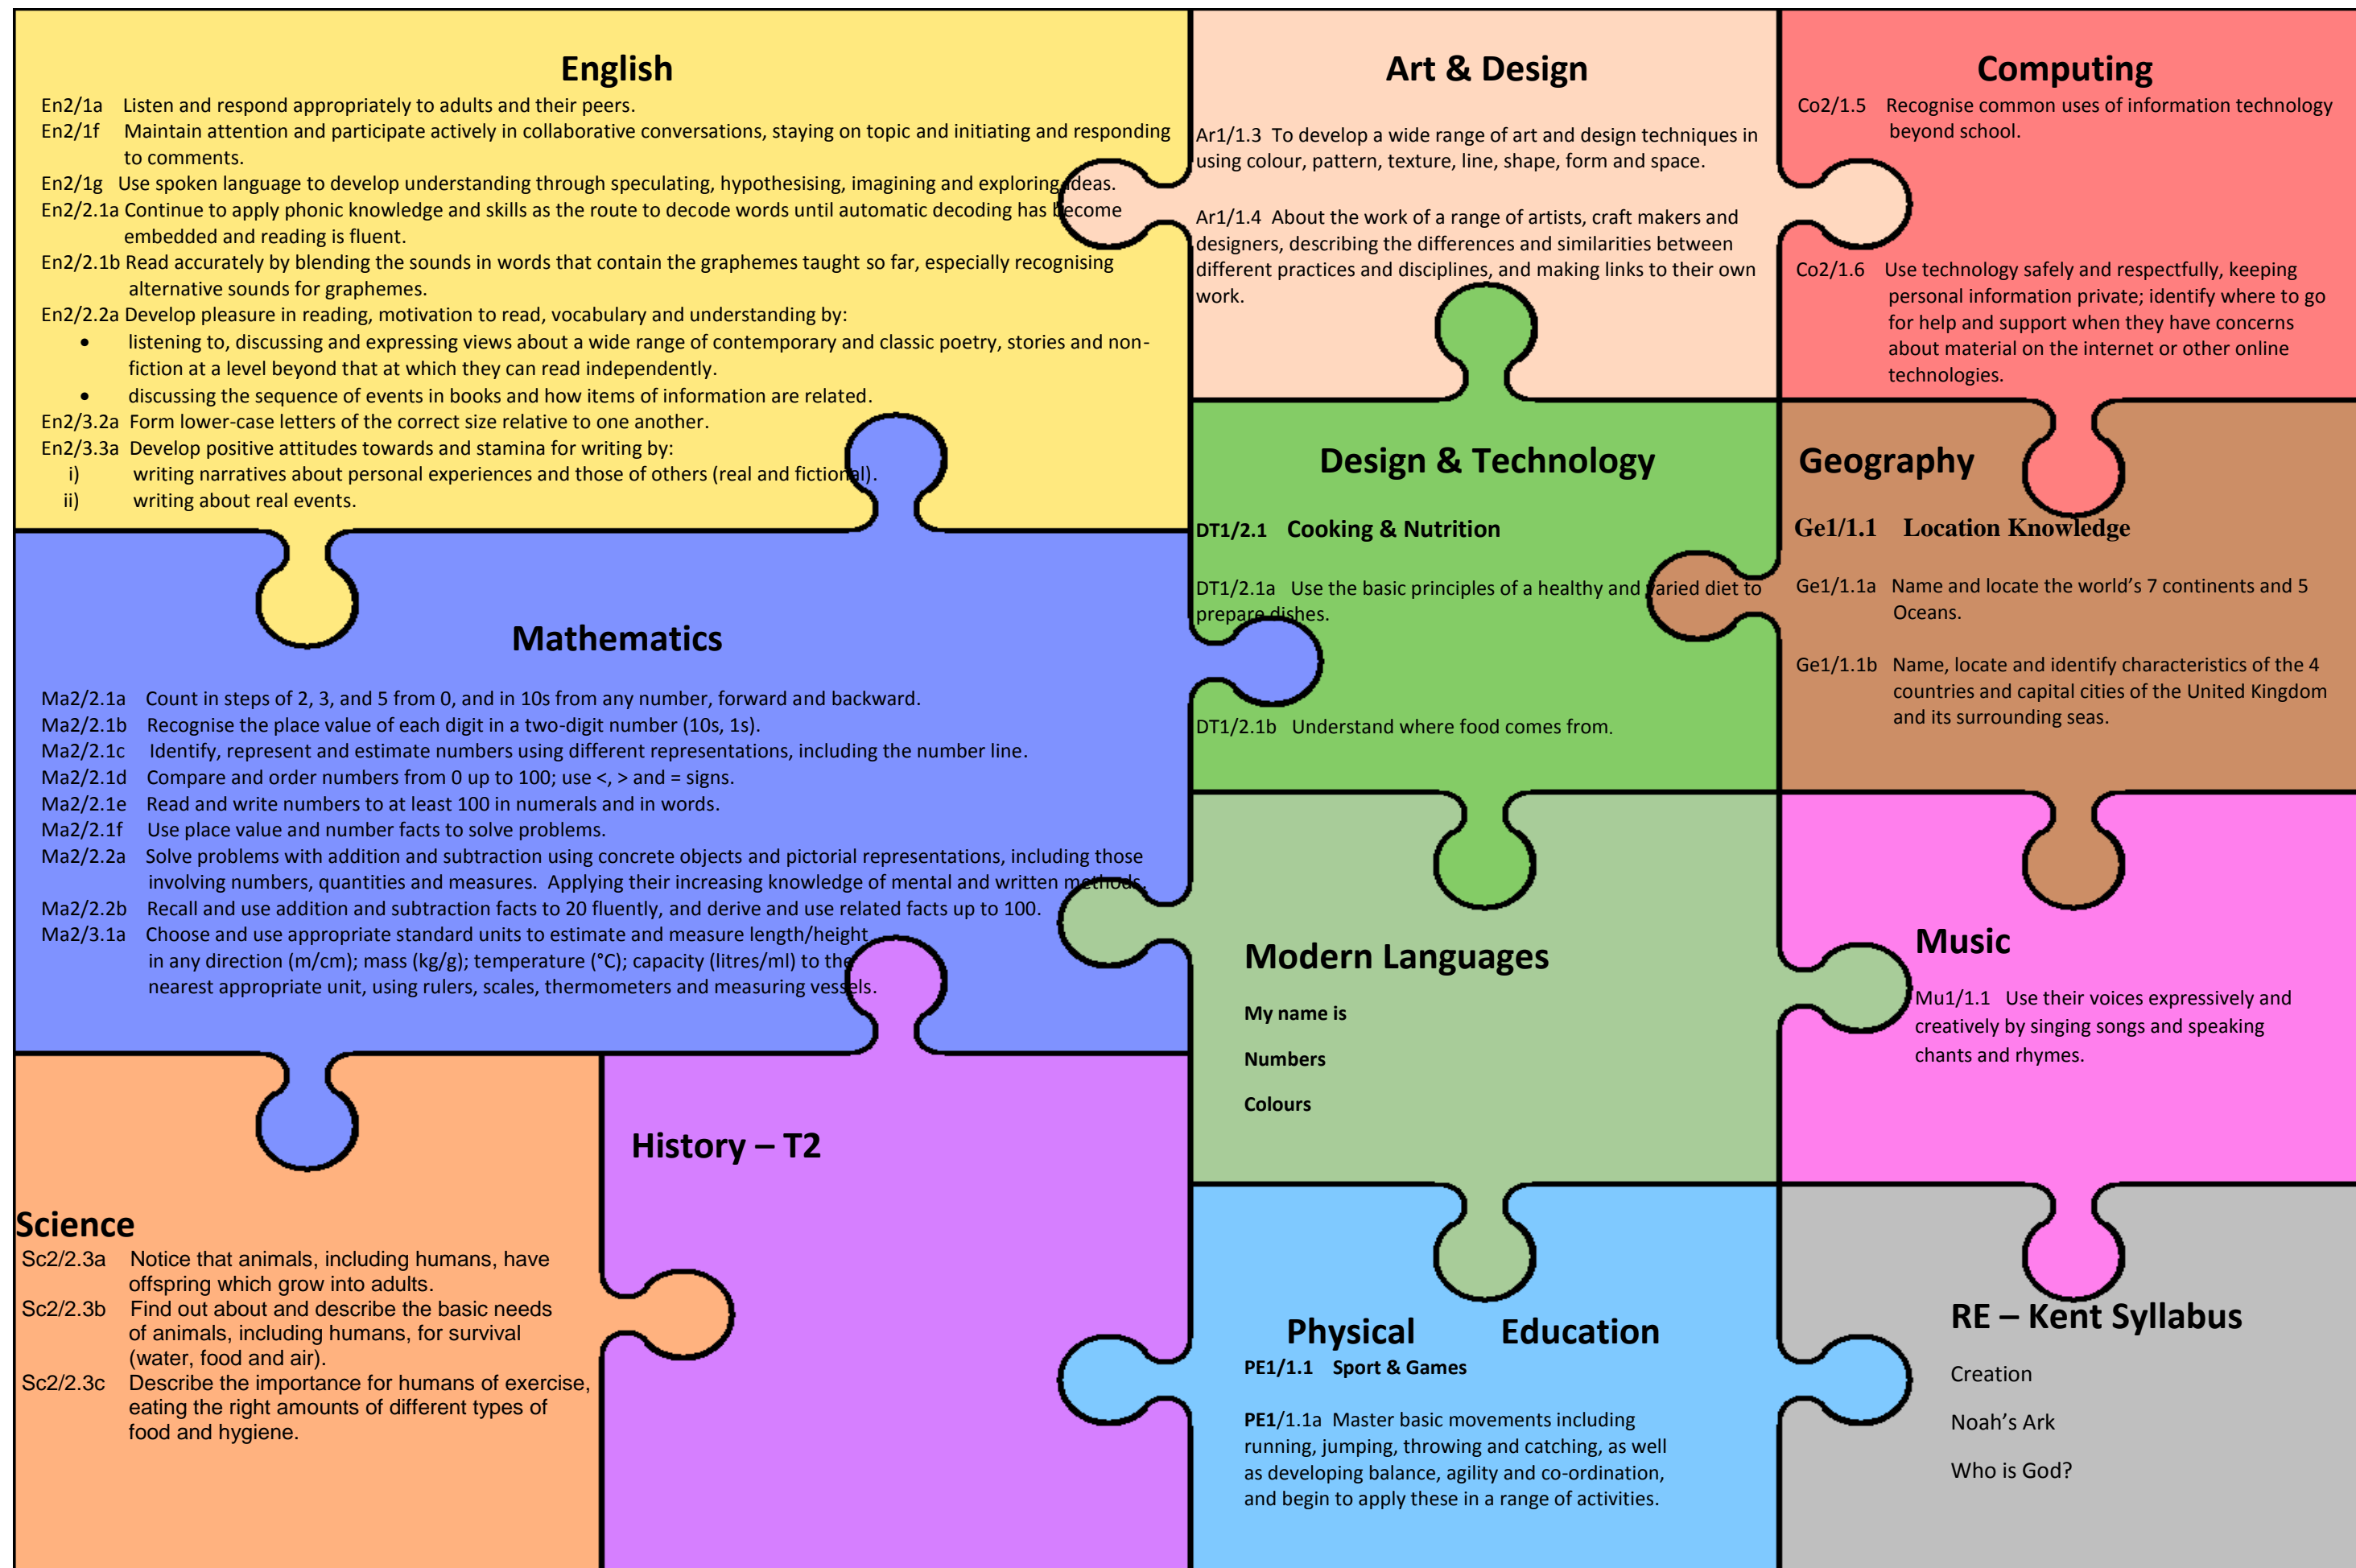 English
En2/1a Listen and respond appropriately to adults and their peers.
En2/1f Maintain attention and participate actively in collaborative conversations, staying on topic and initiating and responding
to comments.
En2/1g Use spoken language to develop understanding through speculating, hypothesising, imagining and exploring ideas.
En2/2.1a Continue to apply phonic knowledge and skills as the route to decode words until automatic decoding has become
embedded and reading is fluent.
En2/2.1b Read accurately by blending the sounds in words that contain the graphemes taught so far, especially recognising
alternative sounds for graphemes.
En2/2.2a Develop pleasure in reading, motivation to read, vocabulary and understanding by:
• listening to, discussing and expressing views about a wide range of contemporary and classic poetry, stories and non-
fiction at a level beyond that at which they can read independently.
• discussing the sequence of events in books and how items of information are related.
En2/3.2a Form lower-case letters of the correct size relative to one another.
En2/3.3a Develop positive attitudes towards and stamina for writing by:
i) writing narratives about personal experiences and those of others (real and fictional).
ii) writing about real events.
Art & Design
Ar1/1.3 To develop a wide range of art and design techniques in
using colour, pattern, texture, line, shape, form and space.
Ar1/1.4 About the work of a range of artists, craft makers and
designers, describing the differences and similarities between
different practices and disciplines, and making links to their own
work.
Computing
Co2/1.5 Recognise common uses of information technology
beyond school.
Co2/1.6 Use technology safely and respectfully, keeping
personal information private; identify where to go
for help and support when they have concerns
about material on the internet or other online
technologies.
Design & Technology
DT1/2.1 Cooking & Nutrition
DT1/2.1a Use the basic principles of a healthy and varied diet to
prepare dishes.
DT1/2.1b Understand where food comes from.
Geography
Ge1/1.1 Location Knowledge
Ge1/1.1a Name and locate the world's 7 continents and 5
Oceans.
Ge1/1.1b Name, locate and identify characteristics of the 4
countries and capital cities of the United Kingdom
and its surrounding seas.
Mathematics
Ma2/2.1a Count in steps of 2, 3, and 5 from 0, and in 10s from any number, forward and backward.
Ma2/2.1b Recognise the place value of each digit in a two-digit number (10s, 1s).
Ma2/2.1c Identify, represent and estimate numbers using different representations, including the number line.
Ma2/2.1d Compare and order numbers from 0 up to 100; use <, > and = signs.
Ma2/2.1e Read and write numbers to at least 100 in numerals and in words.
Ma2/2.1f Use place value and number facts to solve problems.
Ma2/2.2a Solve problems with addition and subtraction using concrete objects and pictorial representations, including those
involving numbers, quantities and measures. Applying their increasing knowledge of mental and written methods.
Ma2/2.2b Recall and use addition and subtraction facts to 20 fluently, and derive and use related facts up to 100.
Ma2/3.1a Choose and use appropriate standard units to estimate and measure length/height
in any direction (m/cm); mass (kg/g); temperature (°C); capacity (litres/ml) to the
nearest appropriate unit, using rulers, scales, thermometers and measuring vessels.
Modern Languages
My name is
Numbers
Colours
Music
Mu1/1.1 Use their voices expressively and
creatively by singing songs and speaking
chants and rhymes.
Science
Sc2/2.3a Notice that animals, including humans, have
offspring which grow into adults.
Sc2/2.3b Find out about and describe the basic needs
of animals, including humans, for survival
(water, food and air).
Sc2/2.3c Describe the importance for humans of exercise,
eating the right amounts of different types of
food and hygiene.
History – T2
Physical Education
PE1/1.1 Sport & Games
PE1/1.1a Master basic movements including
running, jumping, throwing and catching, as well
as developing balance, agility and co-ordination,
and begin to apply these in a range of activities.
RE – Kent Syllabus
Creation
Noah's Ark
Who is God?